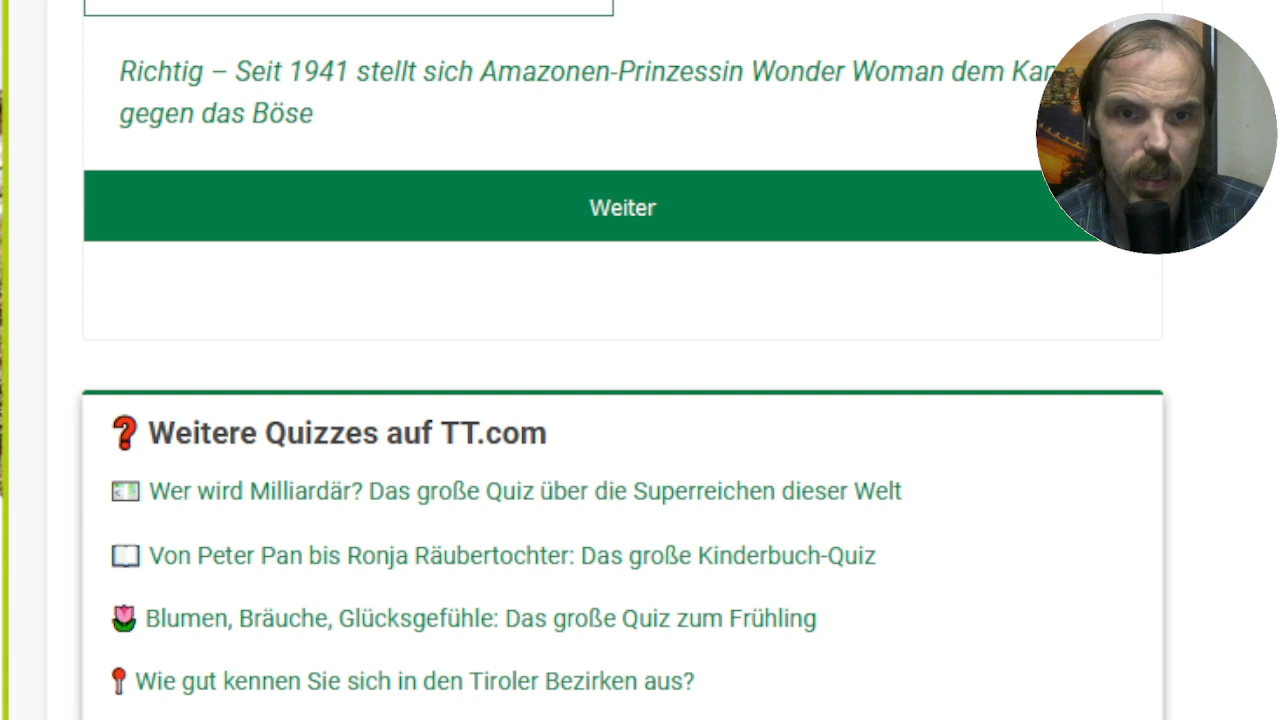 Richtig – Seit 1941 stellt sich Amazonen-Prinzessin Wonder Woman dem
gegen das Böse
Weiter
Weitere Quizzes auf TT.com
Wer wird Milliardär? Das große Quiz über die Superreichen dieser Welt
Von Peter Pan bis Ronja Räubertochter: Das große Kinderbuch-Quiz
Blumen, Bräuche, Glücksgefühle: Das große Quiz zum Frühling
Wie gut kennen Sie sich in den Tiroler Bezirken aus?